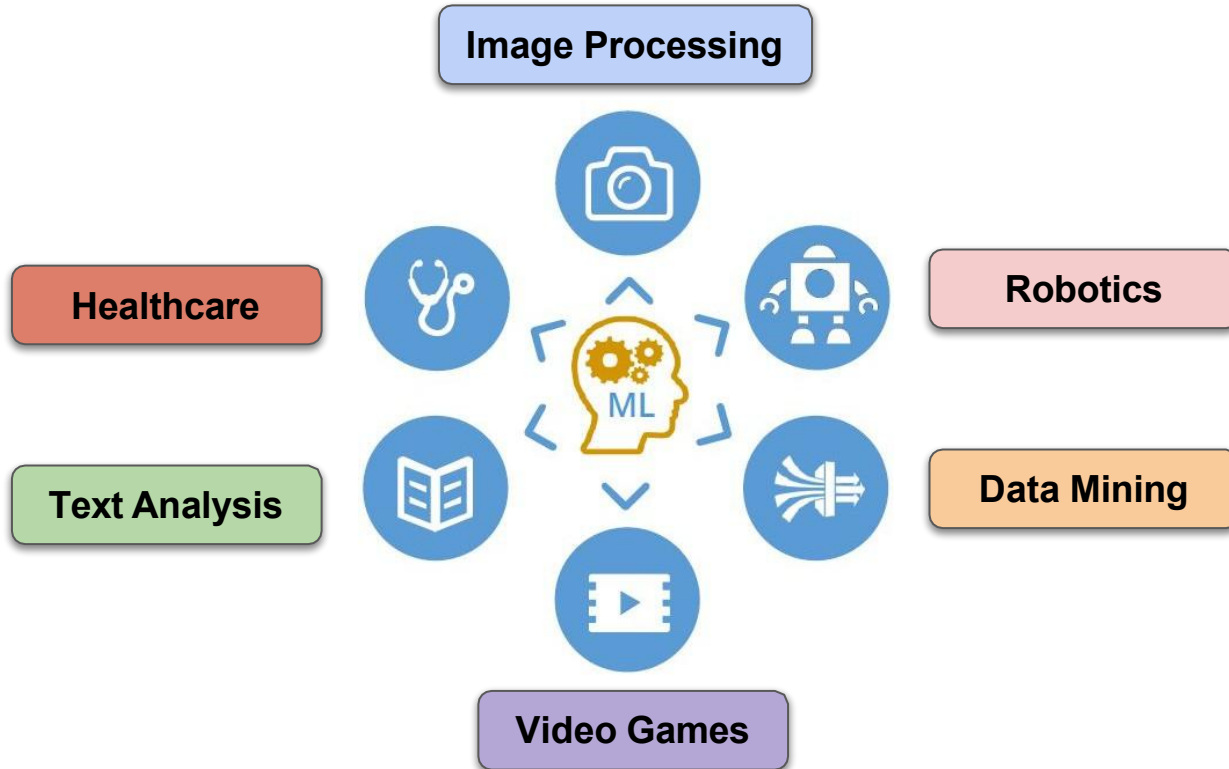 Image Processing
Healthcare
Robotics
ML
Text Analysis
Data Mining
Video Games